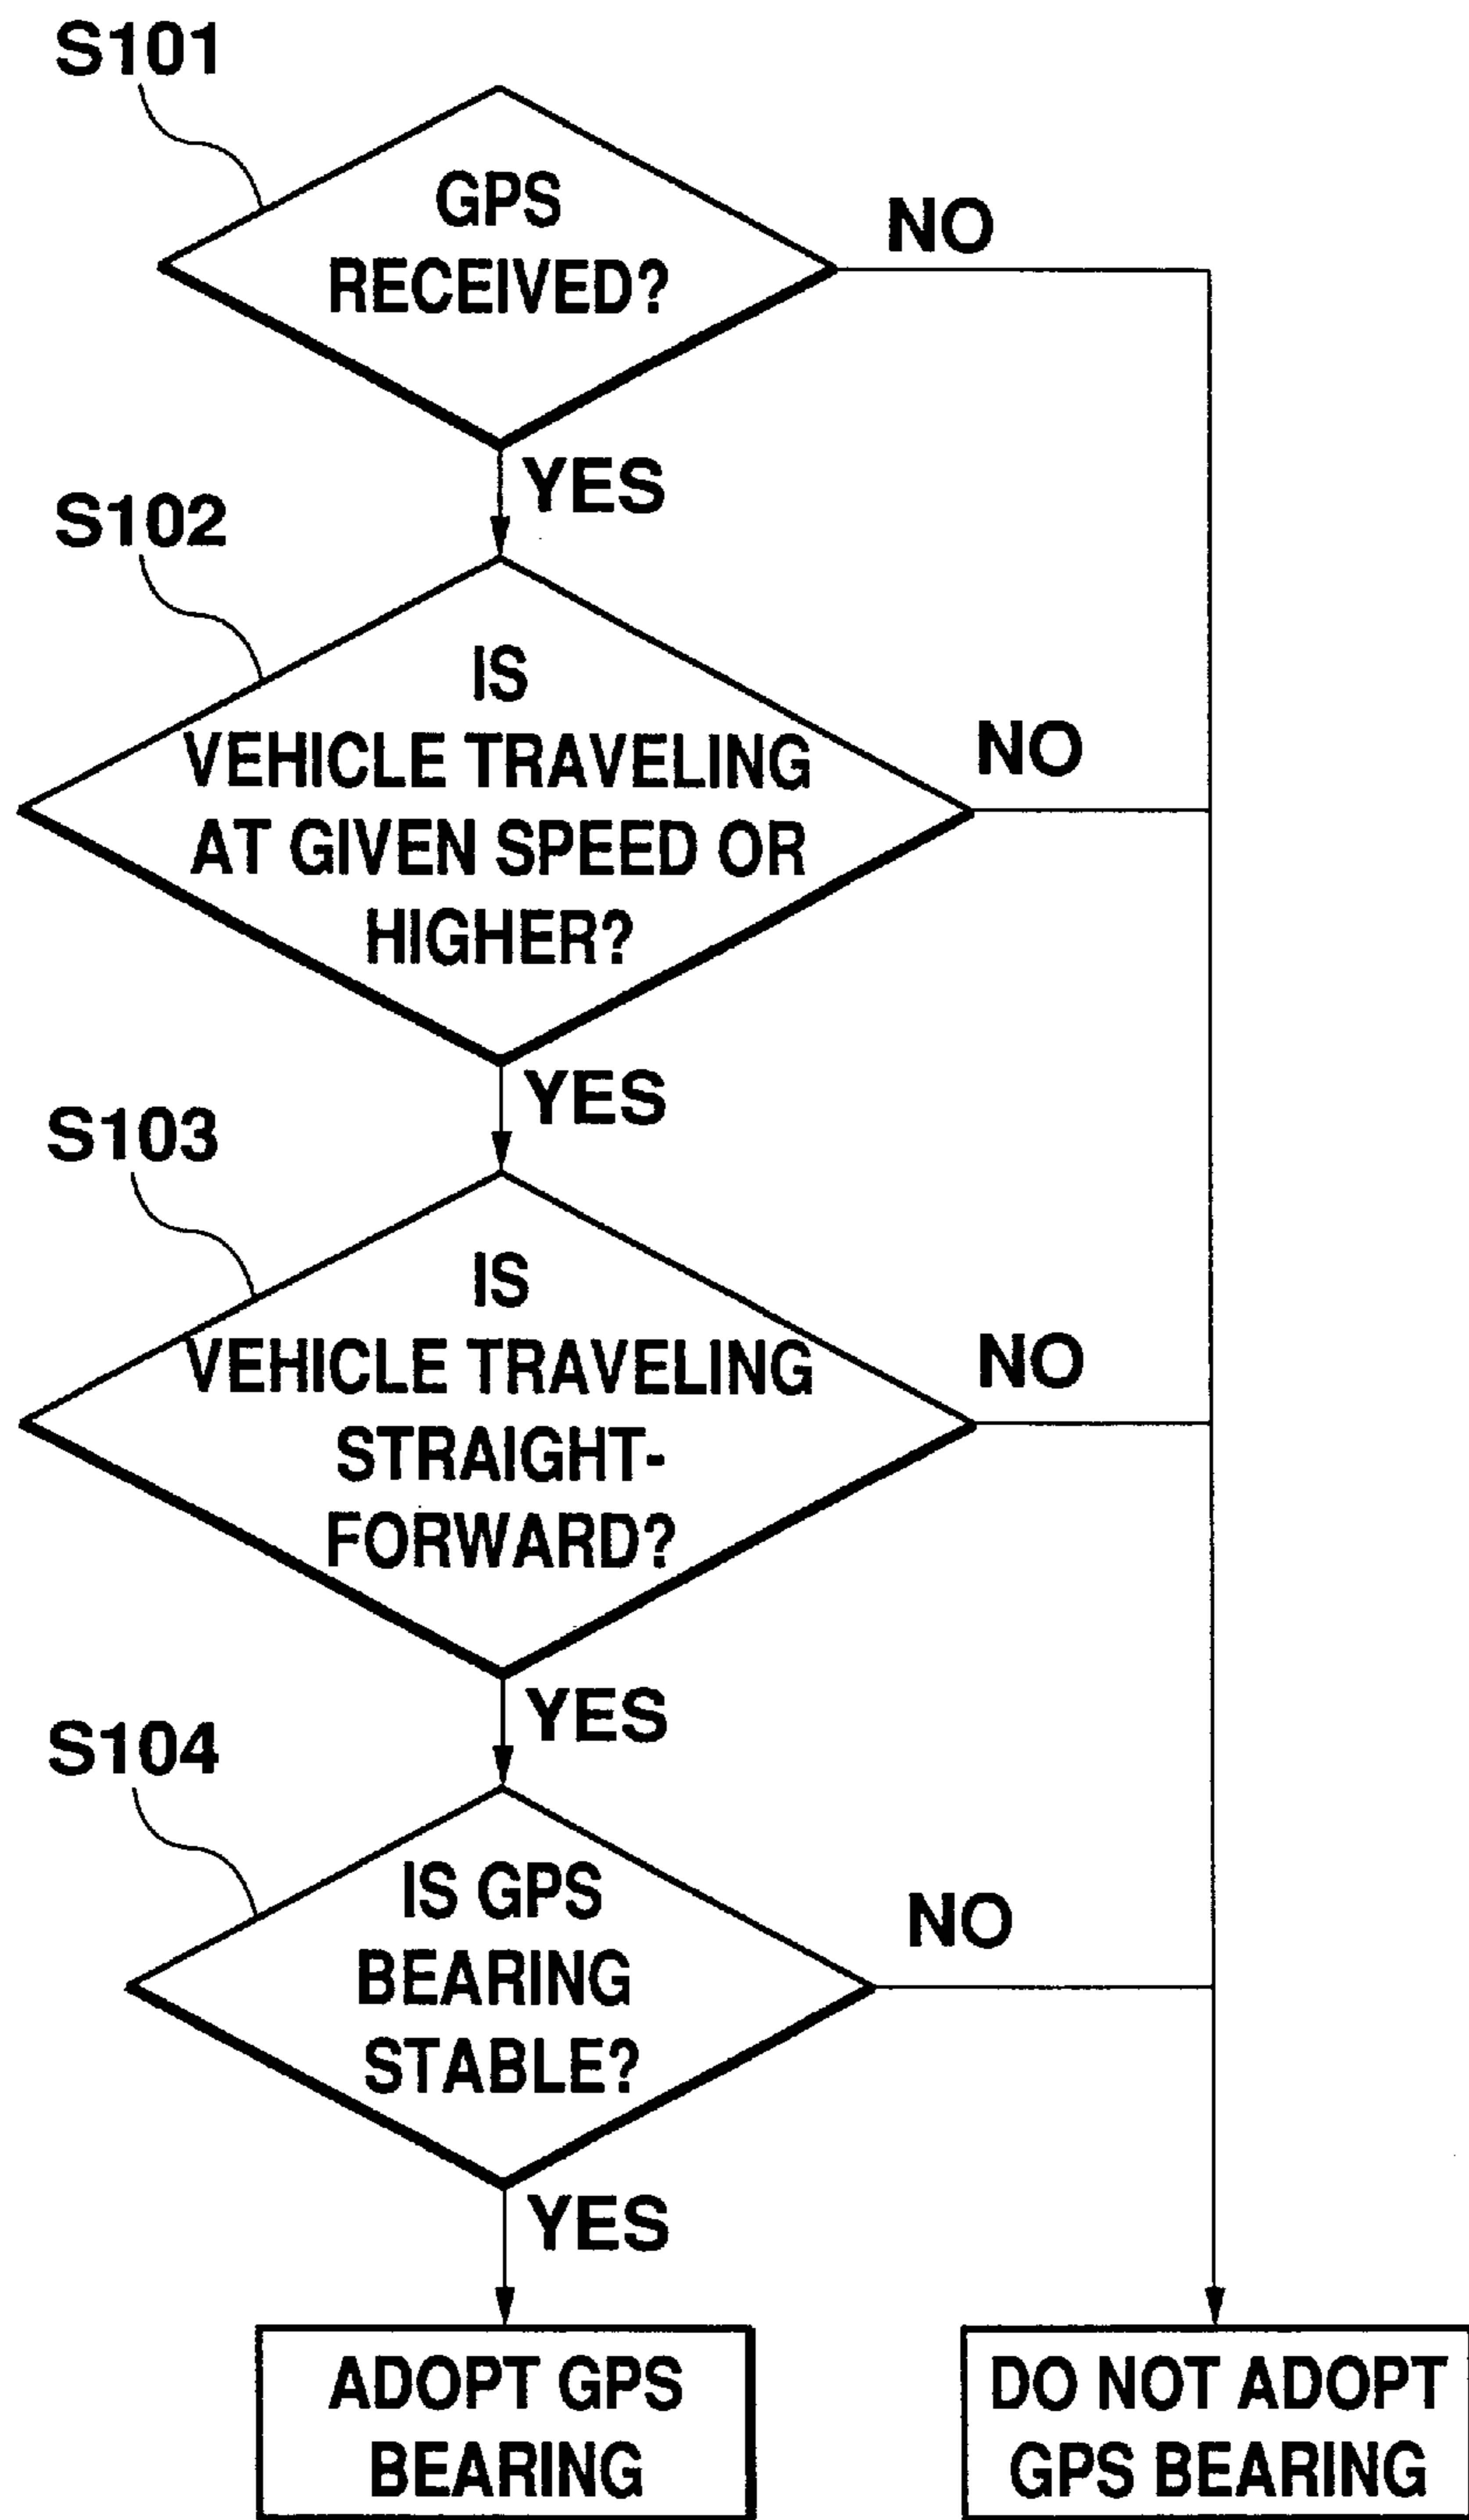 S101
GPS
RECEIVED?
NO
YES
S102
IS
VEHICLE TRAVELING
AT GIVEN SPEED OR
HIGHER?
NO
YES
S103
IS
VEHICLE TRAVELING
STRAIGHT-
FORWARD?
NO
YES
S104
IS GPS
BEARING
STABLE?
NO
YES
ADOPT GPS
BEARING
DO NOT ADOPT
GPS BEARING